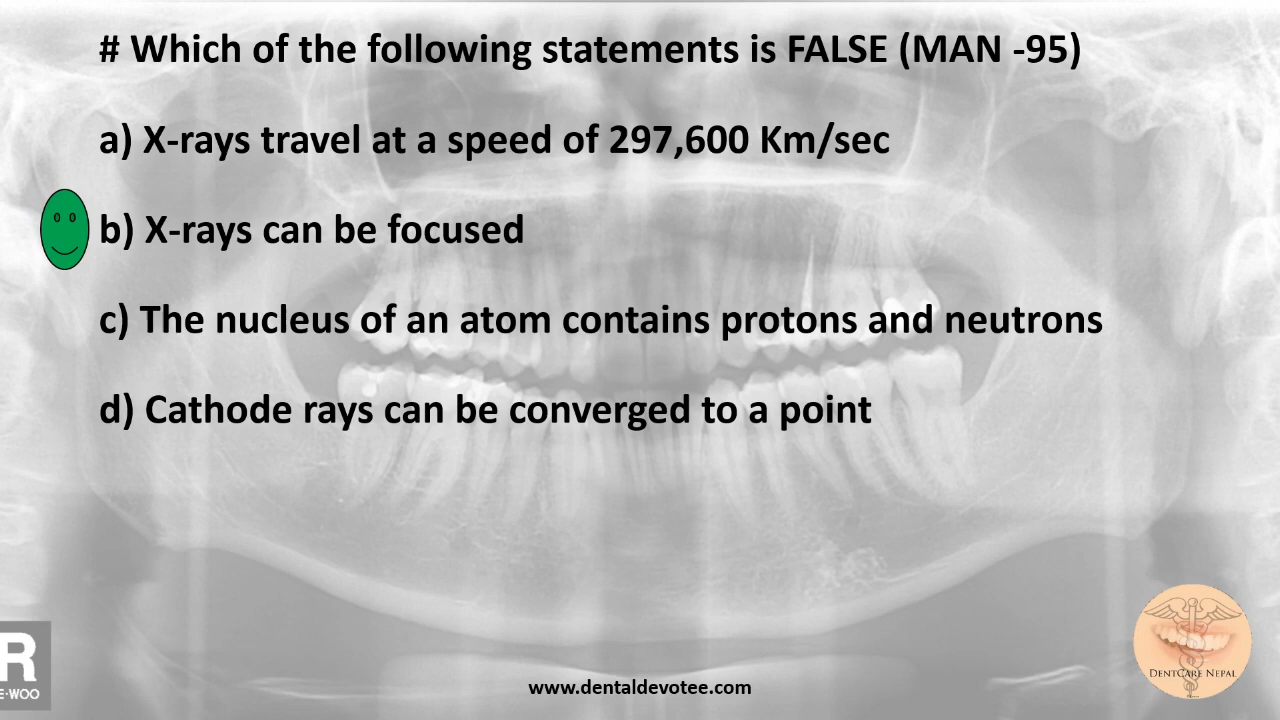 # Which of the following statements is FALSE (MAN -95)
a) X-rays travel at a speed of 297,600 Km/sec
b) X-rays can be focused
c) The nucleus of an atom contains protons and neutrons
d) Cathode rays can be converged to a point
R
E-WOO
DENTCARE NEPAL
www.dentaldevotee.com